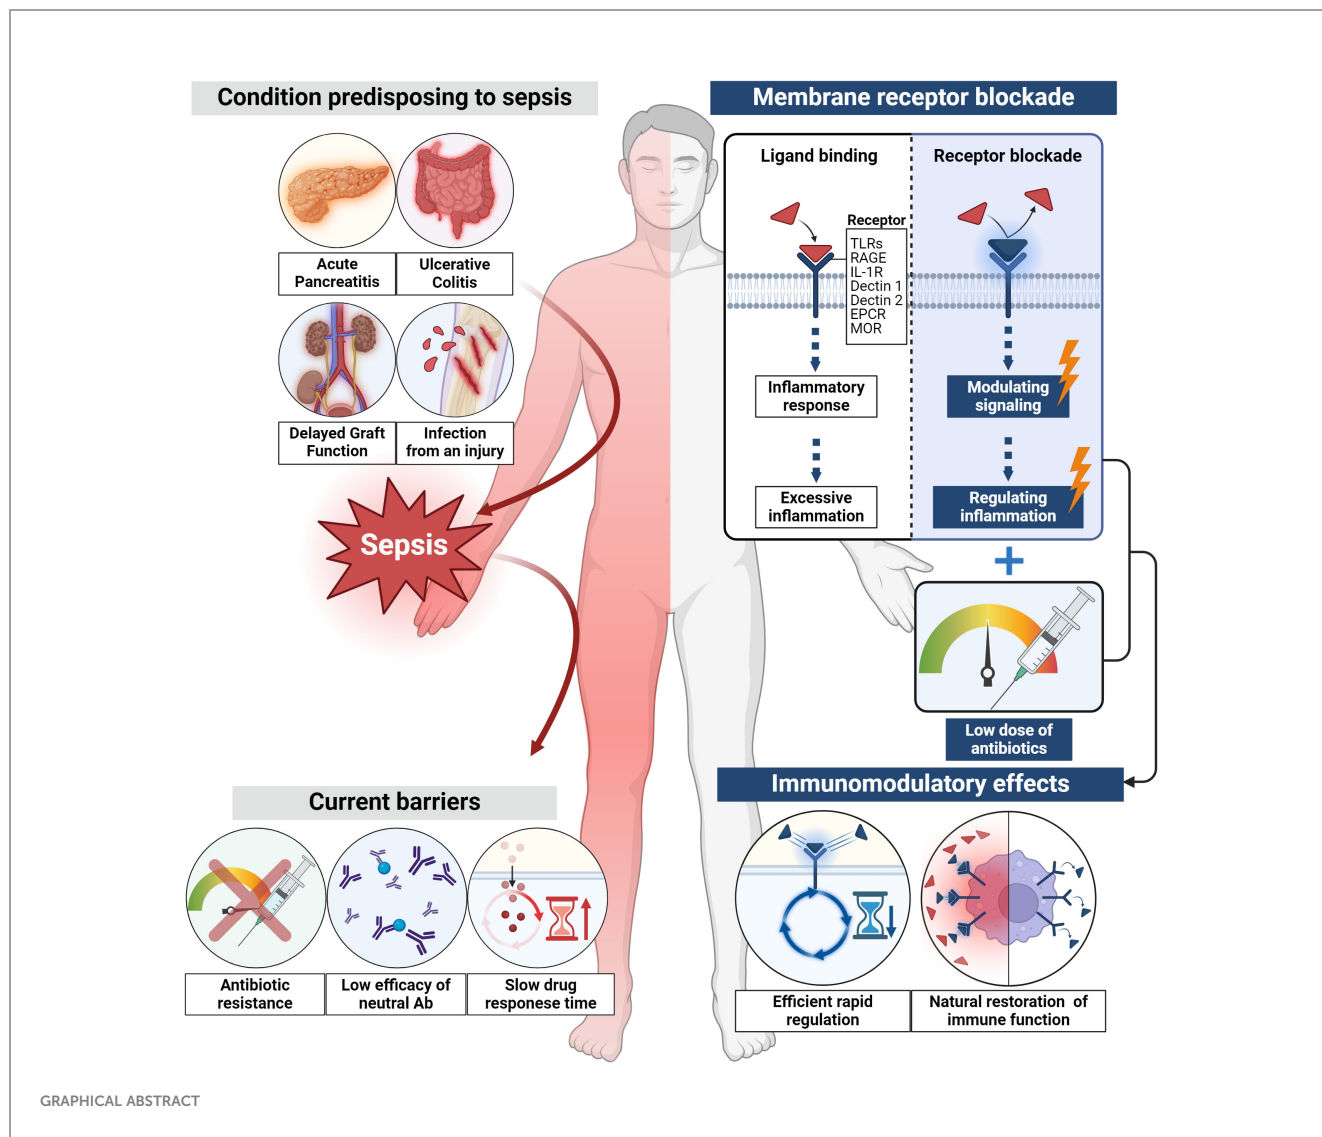 Condition predisposing to sepsis
Acute
Pancreatitis
Ulcerative
Colitis
Delayed Graft
Function
Infection
from an injury
Sepsis
Current barriers
Antibiotic
resistance
Low efficacy of
neutral Ab
Slow drug
responese time
Membrane receptor blockade
Ligand binding
Receptor
TLRs
RAGE
IL-1R
Dectin 1
Dectin 2
EPCR
MOR
Inflammatory
response
Excessive
inflammation
Receptor blockade
Modulating
signaling
Regulating
inflammation
+
Low dose of
antibiotics
Immunomodulatory effects
Efficient rapid
regulation
Natural restoration of
immune function
GRAPHICAL ABSTRACT